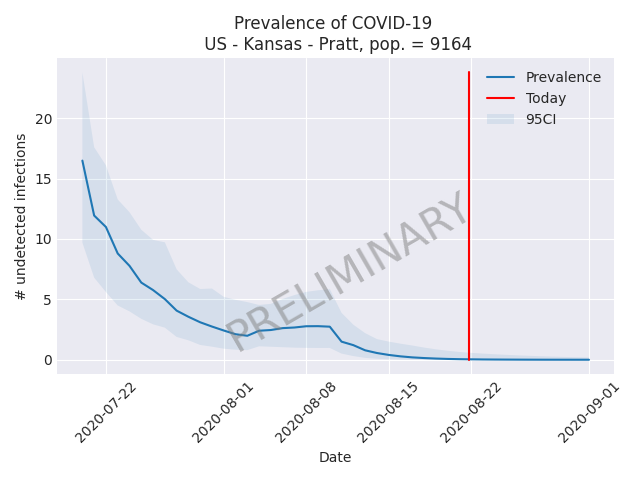 Prevalence of COVID-19
US - Kansas - Pratt, pop. = 9164
Prevalence
Today
95CI
20
15
10
5
0
# undetected infections
PRELIMINARY
2020-07-22
2020-08-01
2020-08-08
2020-08-15
2020-08-22
2020-09-01
Date